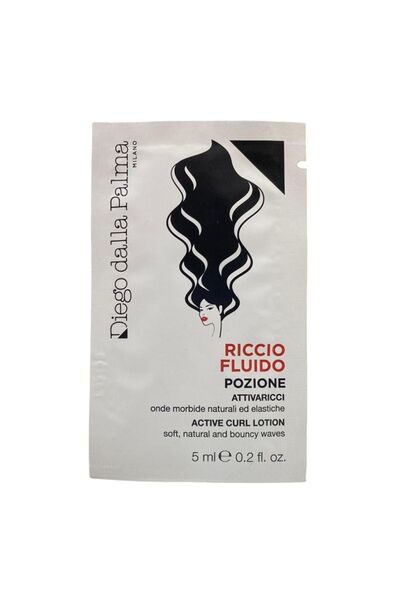 Diego dalla Palma
MILANO
RICCIO
FLUIDO
POZIONE
ATTIVARICCI
onde morbide naturali ed elastiche
ACTIVE CURL LOTION
soft, natural and bouncy waves
5 ml ℮ 0.2 fl. oz.